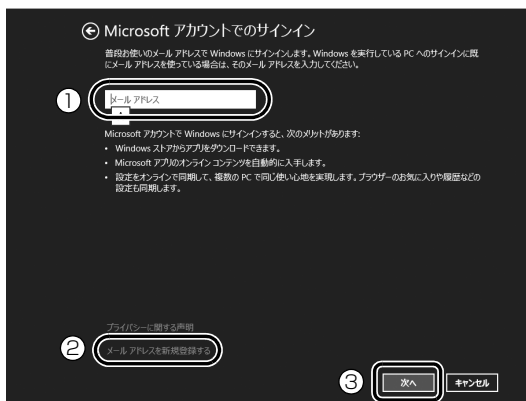 Microsoft アカウントでのサインイン
普段お使いのメール アドレスで Windows にサインインします。Windows を実行している PC へのサインインに既
にメール アドレスを使っている場合は、そのメール アドレスを入力してください。
①
メール アドレス
Microsoft アカウントで Windows にサインインすると、次のメリットがあります:
• Windows ストアからアプリをダウンロードできます。
• Microsoft アプリのオンライン コンテンツを自動的に入手します。
• 設定をオンラインで同期して、複数の PC で同じ使い心地を実現します。ブラウザーのお気に入りや履歴などの
設定も同期します。
プライバシーに関する声明
②
メール アドレスを新規登録する
③
次へ
キャンセル